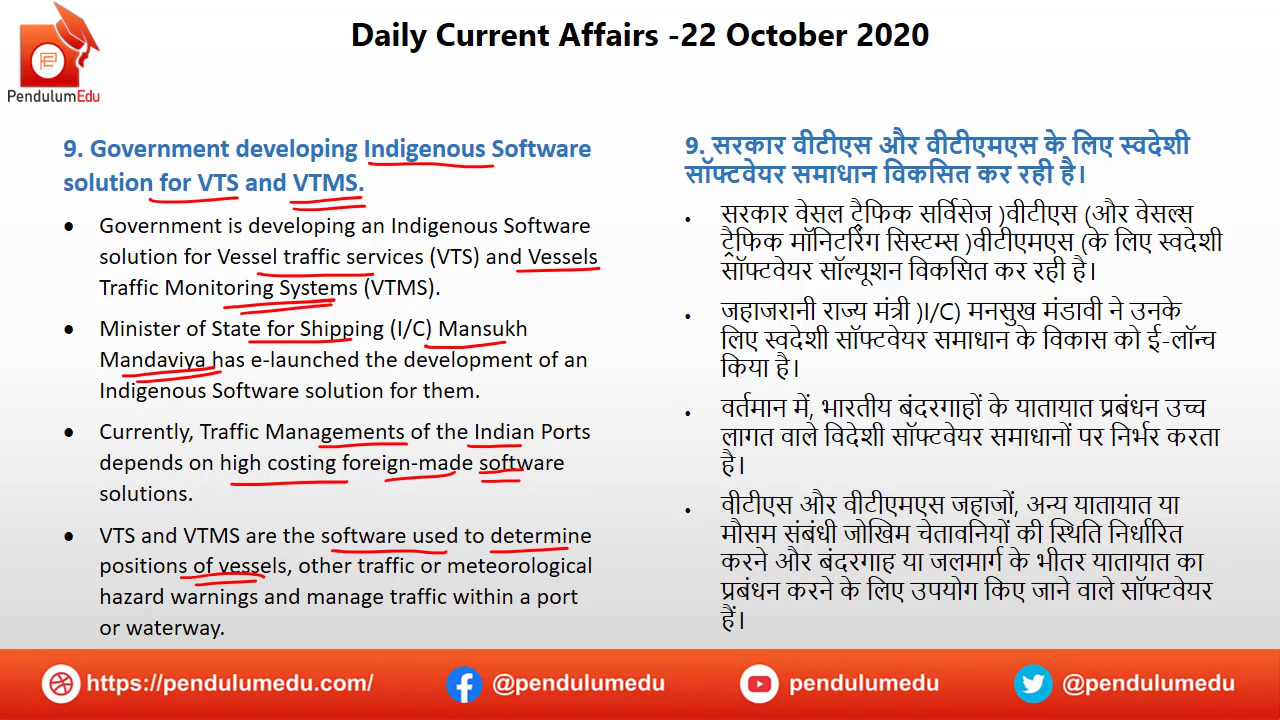 Daily Current Affairs -22 October 2020
PendulumEdu
9. Government developing Indigenous Software
solution for VTS and VTMS.
• Government is developing an Indigenous Software
solution for Vessel traffic services (VTS) and Vessels
Traffic Monitoring Systems (VTMS).
• Minister of State for Shipping (I/C) Mansukh
Mandaviya has e-launched the development of an
Indigenous Software solution for them.
• Currently, Traffic Managements of the Indian Ports
depends on high costing foreign-made software
solutions.
• VTS and VTMS are the software used to determine
positions of vessels, other traffic or meteorological
hazard warnings and manage traffic within a port
or waterway.
9. सरकार वीटीएस और वीटीएमएस के लिए स्वदेशी
सॉफ्टवेयर समाधान विकसित कर रही है।
• सरकार वेसल ट्रैफिक सर्विसेज )वीटीएस (और वेसल्स
ट्रैफिक मॉनिटरिंग सिस्टम्स )वीटीएमएस (के लिए स्वदेशी
सॉफ्टवेयर सॉल्यूशन विकसित कर रही है।
• जहाजरानी राज्य मंत्री )I/C) मनसुख मंडावी ने उनके
लिए स्वदेशी सॉफ्टवेयर समाधान के विकास को ई-लॉन्च
किया है।
• वर्तमान में, भारतीय बंदरगाहों के यातायात प्रबंधन उच्च
लागत वाले विदेशी सॉफ्टवेयर समाधानों पर निर्भर करता
है।
• वीटीएस और वीटीएमएस जहाजों, अन्य यातायात या
मौसम संबंधी जोखिम चेतावनियों की स्थिति निर्धारित
करने और बंदरगाह या जलमार्ग के भीतर यातायात का
प्रबंधन करने के लिए उपयोग किए जाने वाले सॉफ्टवेयर
हैं।
https://pendulumedu.com/
@pendulumedu
pendulumedu
@pendulumedu